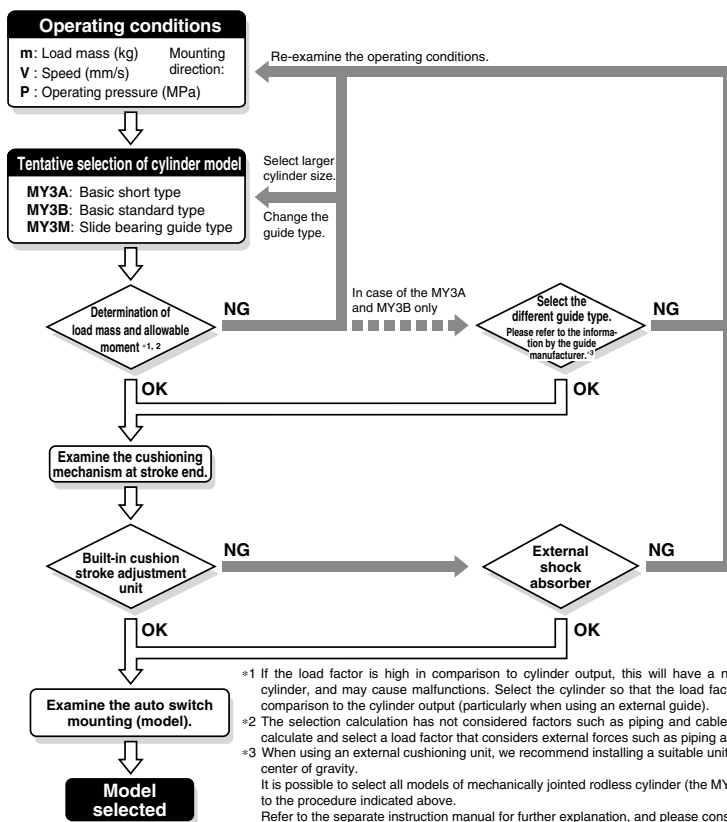 Operating conditions
m: Load mass (kg)
V : Speed (mm/s)
P : Operating pressure (MPa)
Mounting
direction:
Re-examine the operating conditions.
Tentative selection of cylinder model
MY3A: Basic short type
MY3B: Basic standard type
MY3M: Slide bearing guide type
Select larger
cylinder size.
Change the
guide type.
Determination of
load mass and allowable
moment *1, 2
NG
In case of the MY3A
and MY3B only
Select the
different guide type.
Please refer to the informa-
tion by the guide
manufacturer.*3
NG
OK
OK
Examine the cushioning
mechanism at stroke end.
Built-in cushion
stroke adjustment
unit
NG
External
shock
absorber
NG
OK
OK
Examine the auto switch
mounting (model).
Model
selected
*1 If the load factor is high in comparison to cylinder output, this will have a
cylinder, and may cause malfunctions. Select the cylinder so that the load
comparison to the cylinder output (particularly when using an external guide).
*2 The selection calculation has not considered factors such as piping and cable
calculate and select a load factor that considers external forces such as piping
*3 When using an external cushioning unit, we recommend installing a suitable unit
center of gravity.
It is possible to select all models of mechanically jointed rodless cylinder (the
to the procedure indicated above.
Refer to the separate instruction manual for further explanation, and please